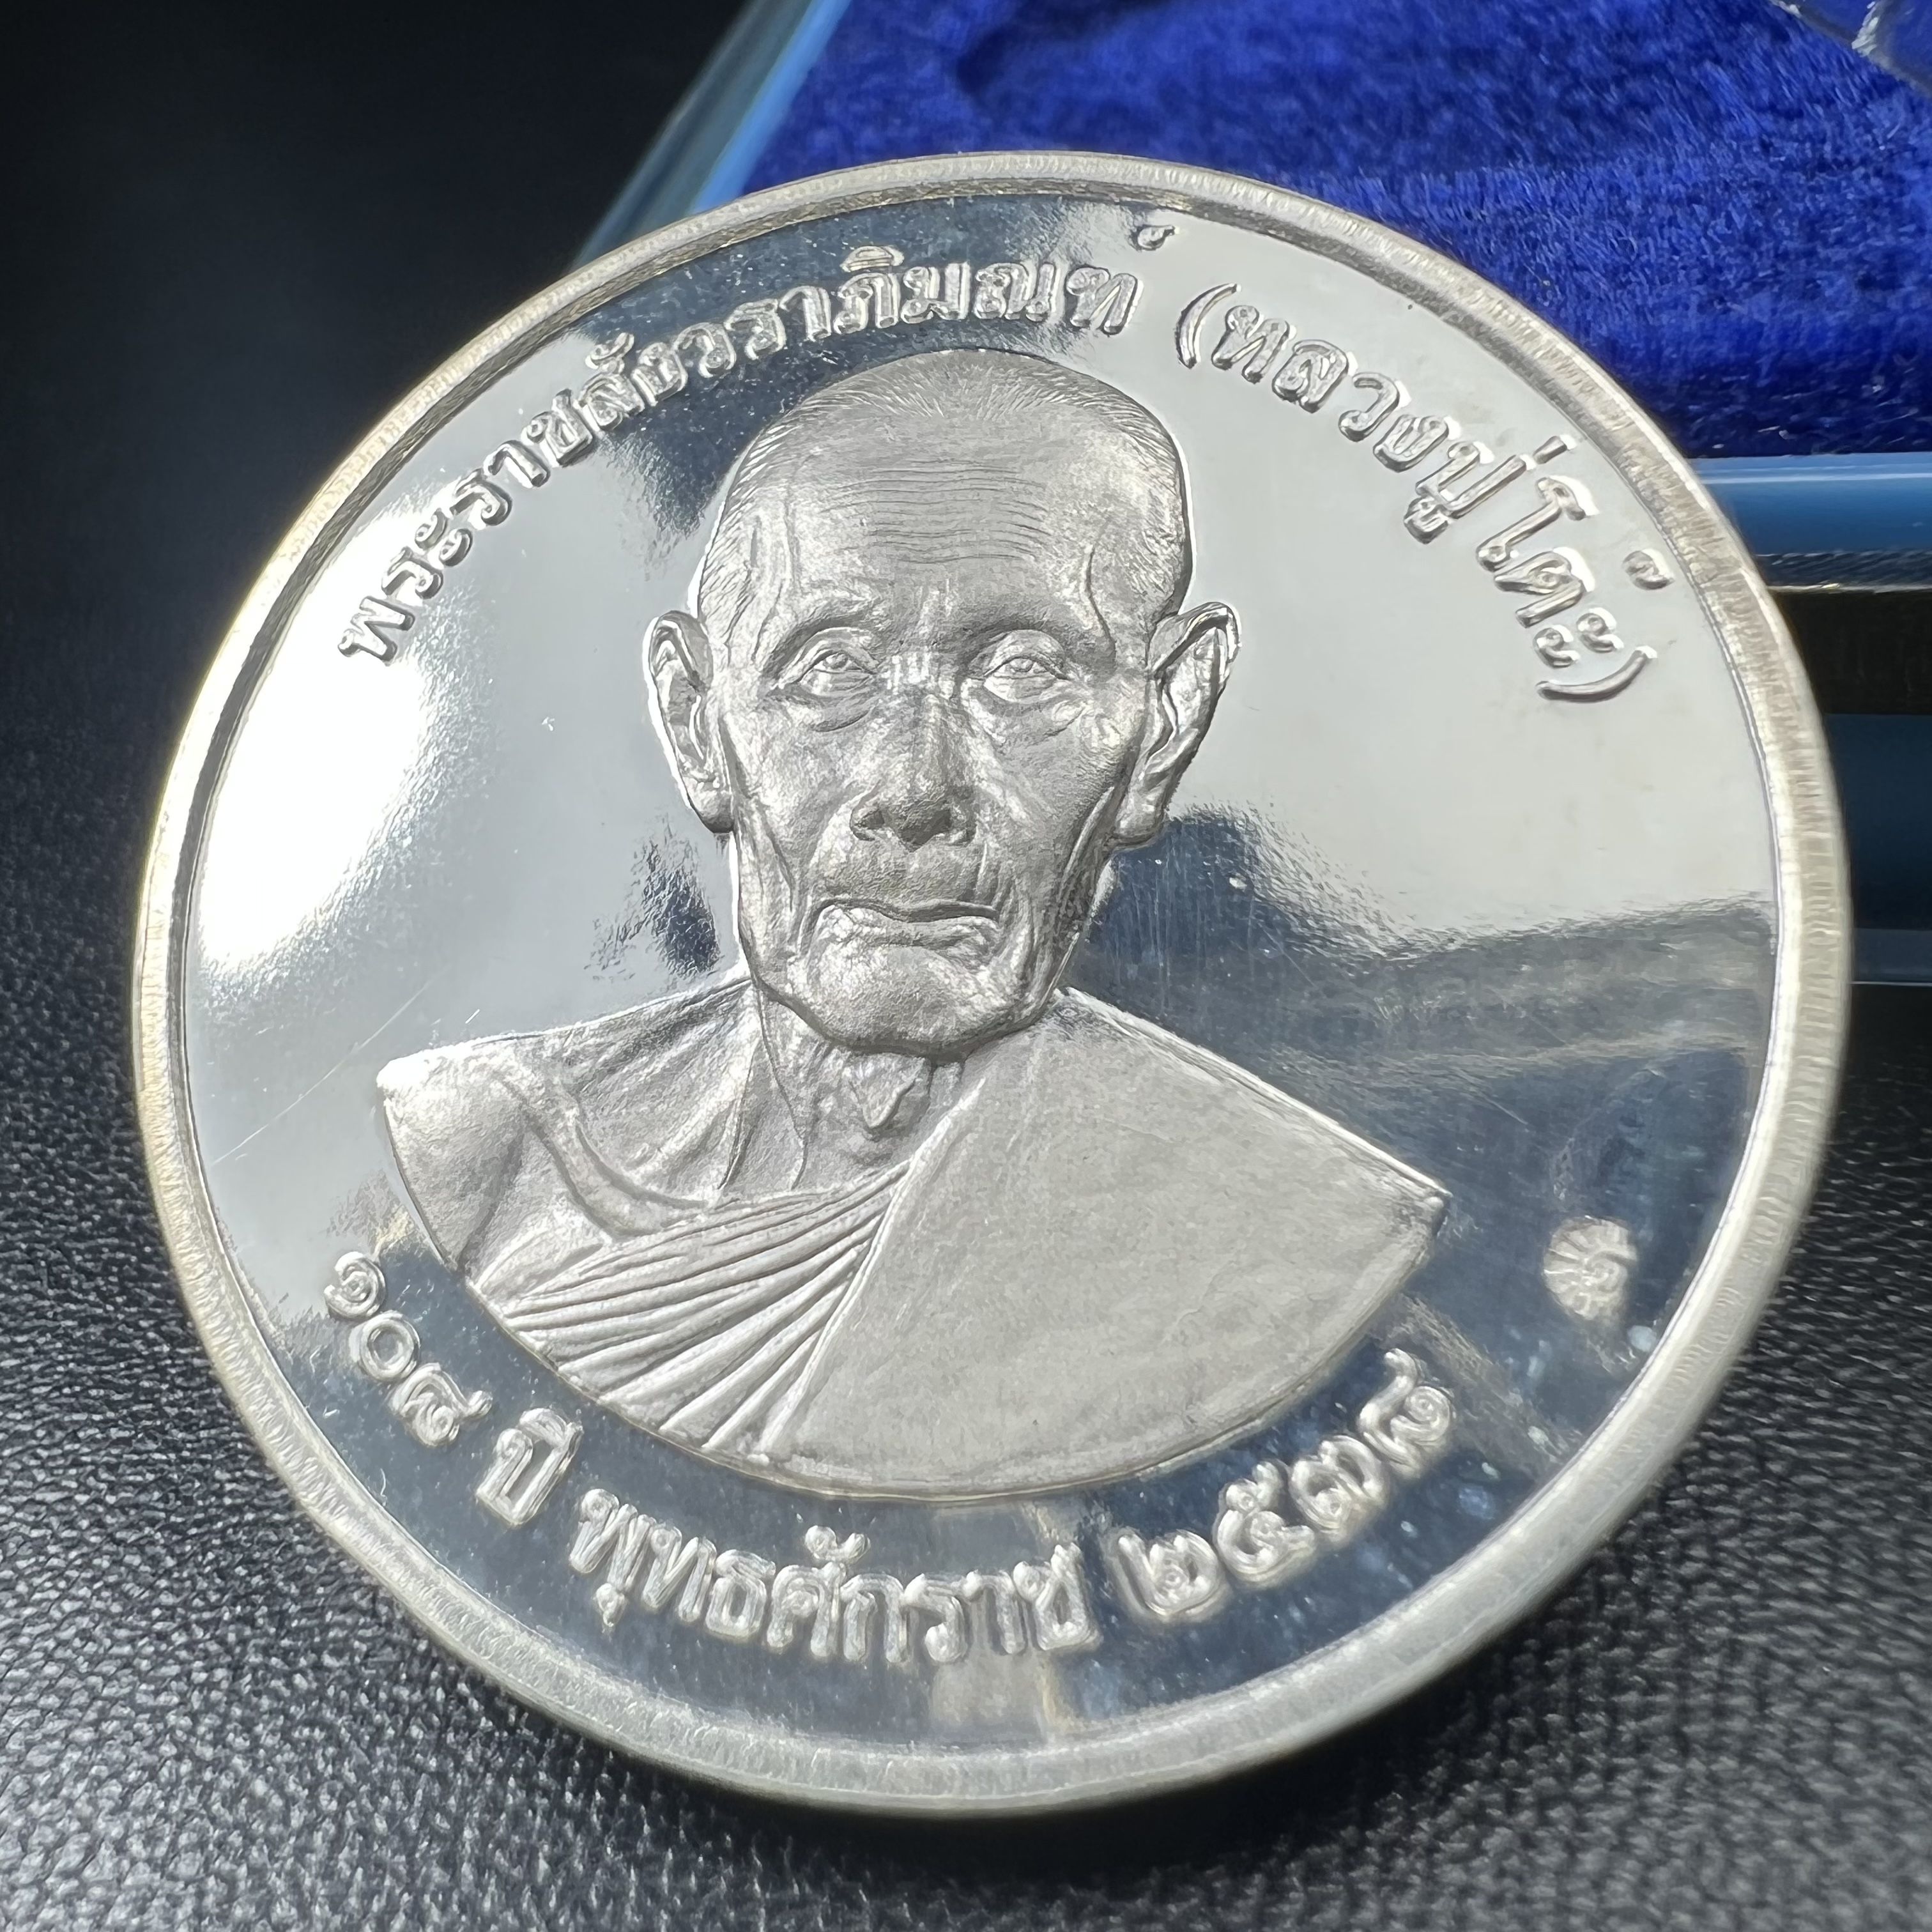 พระราชสังวราภิมณฑ์ (หลวงปู่โต๊ะ)
๑๐๘ ปี พุทธศักราช ๒๕๓๘